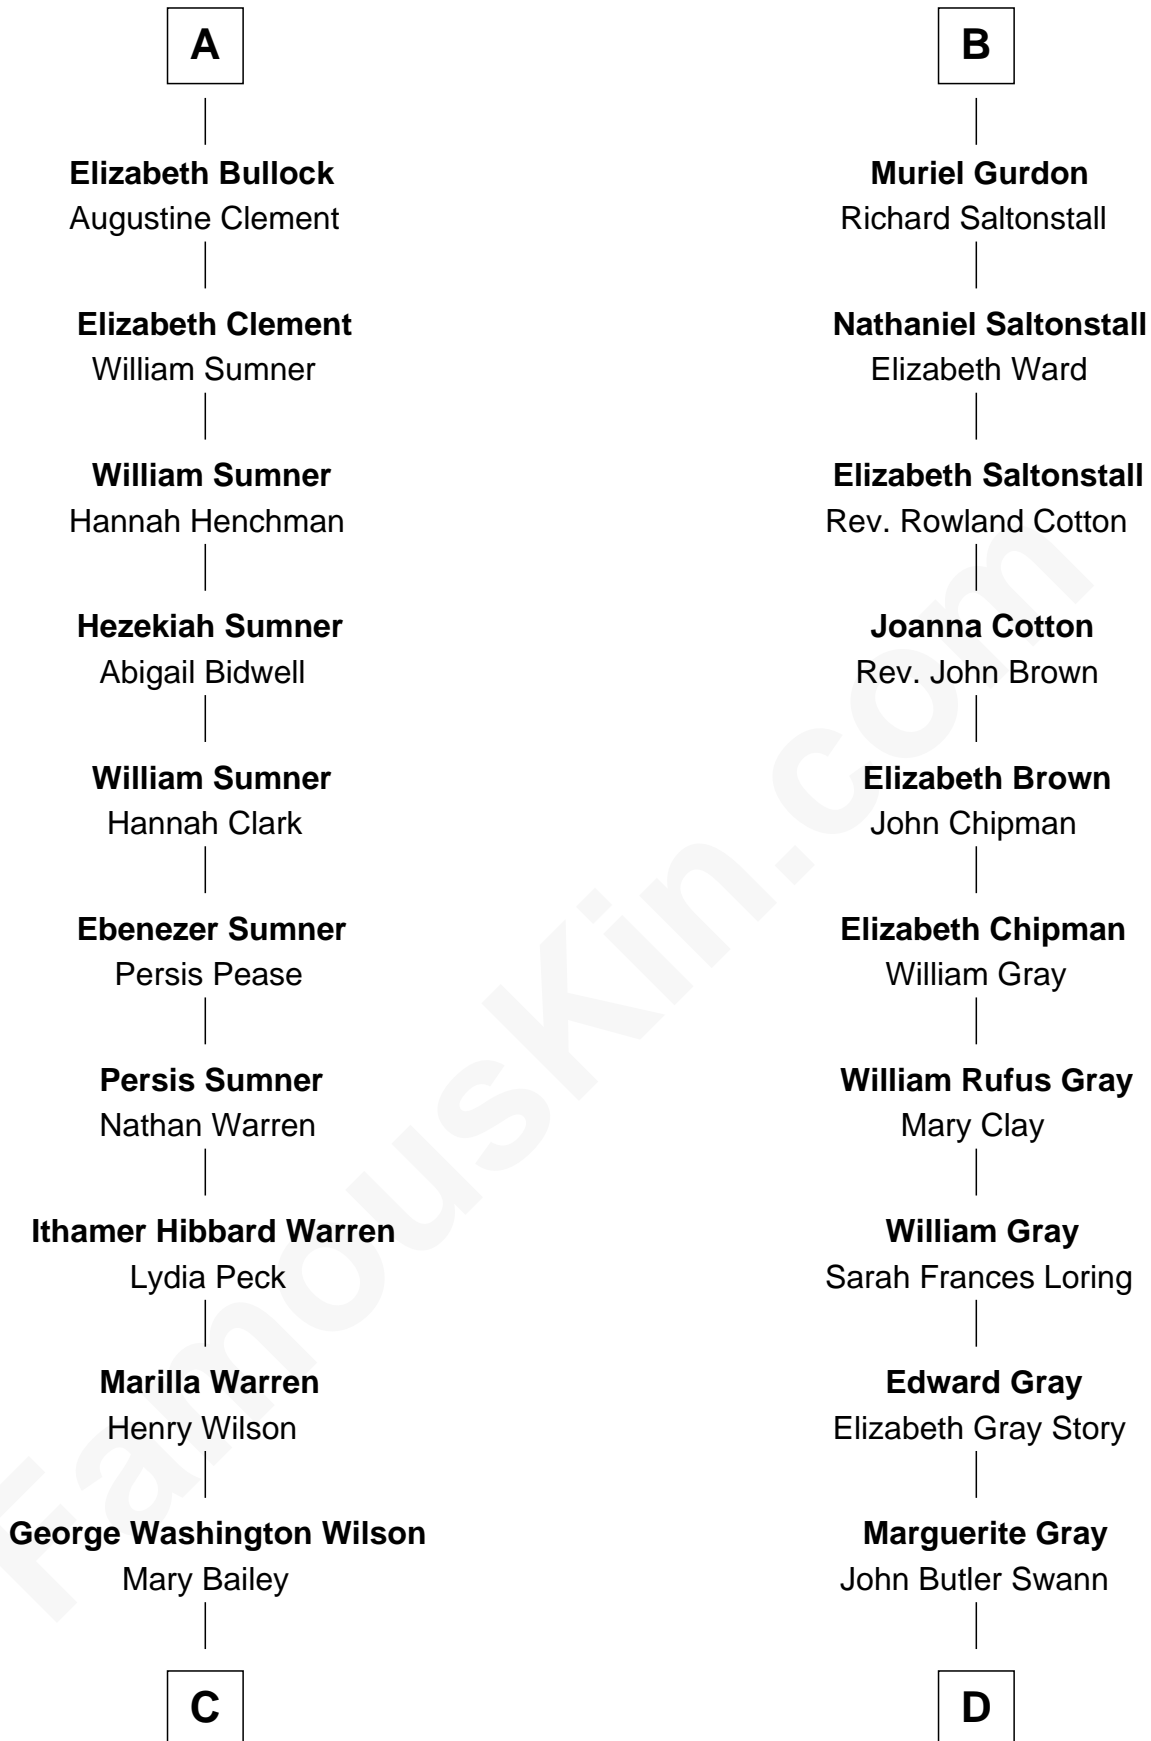 A
Elizabeth Bullock
Augustine Clement
Elizabeth Clement
William Sumner
William Sumner
Hannah Henchman
Hezekiah Sumner
Abigail Bidwell
William Sumner
Hannah Clark
Ebenezer Sumner
Persis Pease
Persis Sumner
Nathan Warren
Ithamer Hibbard Warren
Lydia Peck
Marilla Warren
Henry Wilson
George Washington Wilson
Mary Bailey
C
B
Muriel Gurdon
Richard Saltonstall
Nathaniel Saltonstall
Elizabeth Ward
Elizabeth Saltonstall
Rev. Rowland Cotton
Joanna Cotton
Rev. John Brown
Elizabeth Brown
John Chipman
Elizabeth Chipman
William Gray
William Rufus Gray
Mary Clay
William Gray
Sarah Frances Loring
Edward Gray
Elizabeth Gray Story
Marguerite Gray
John Butler Swann
D
FamousKin.com